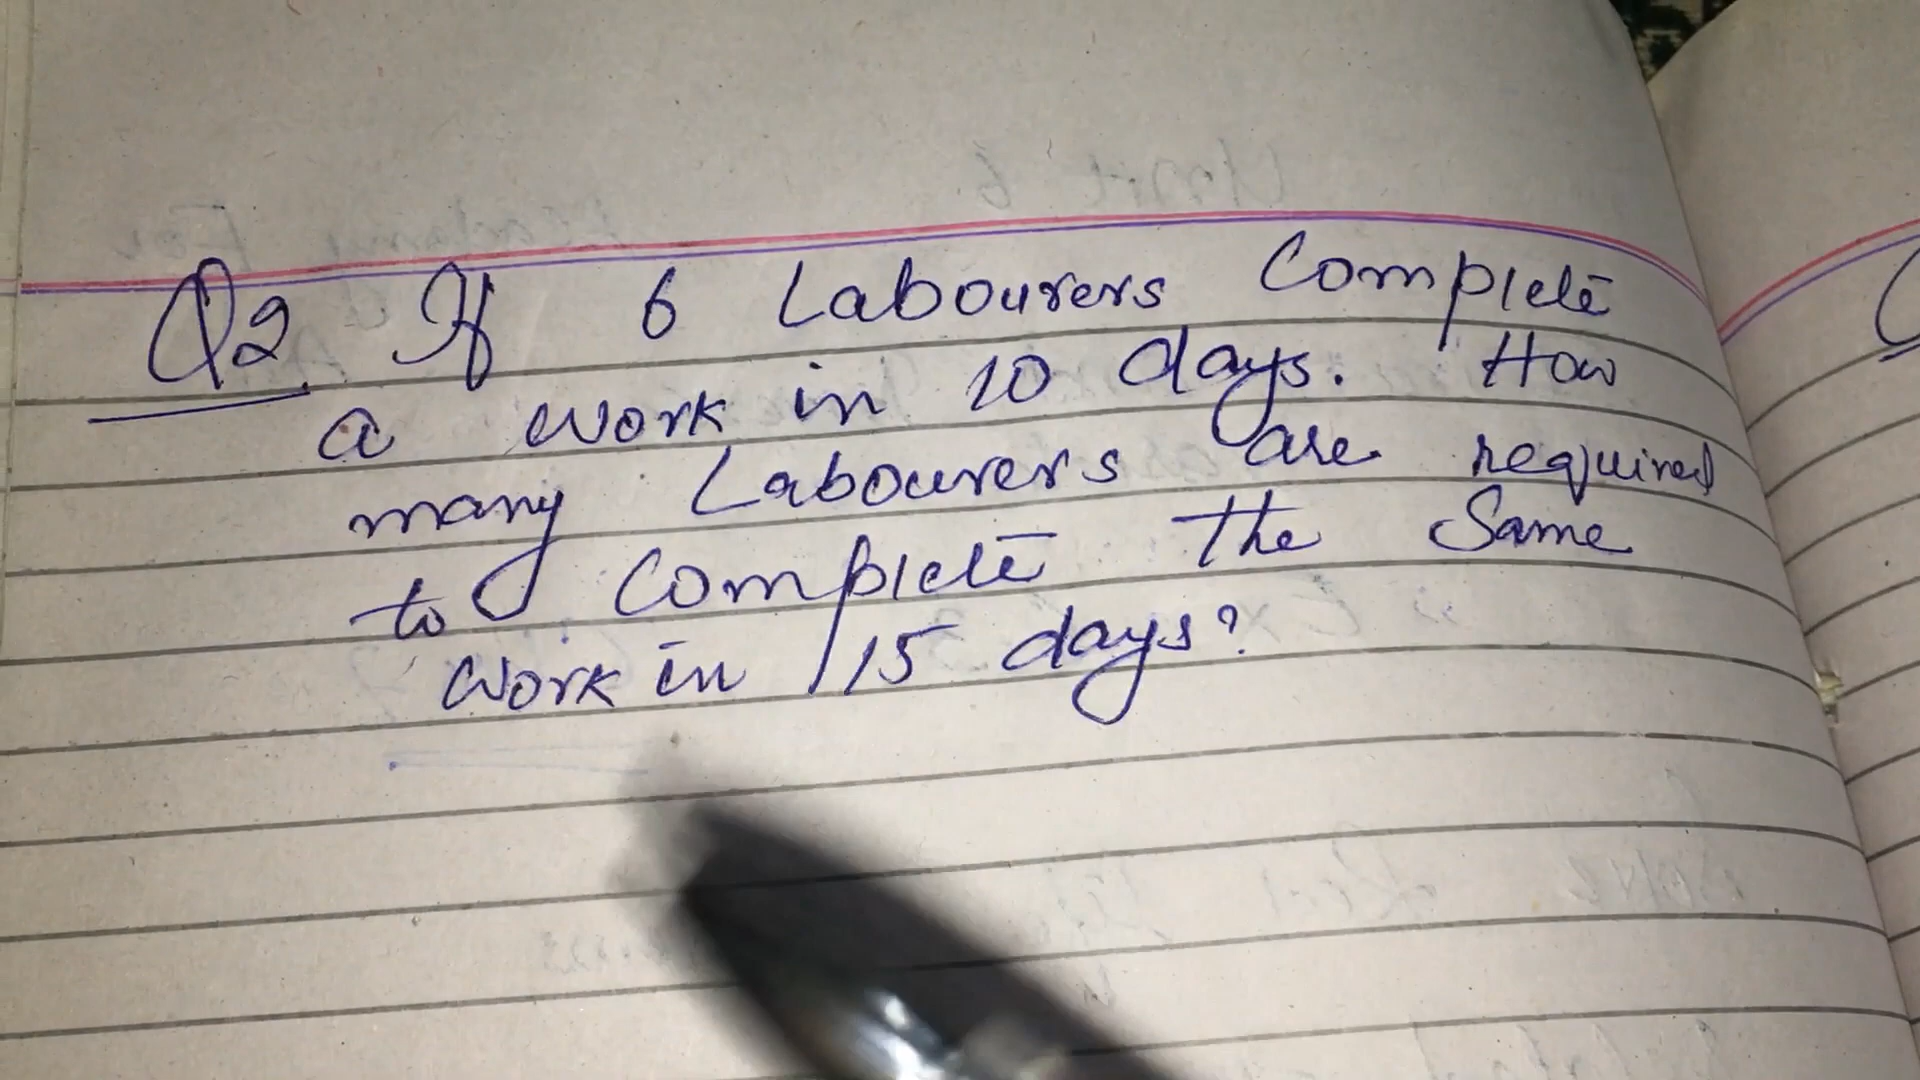 Q2. If 6 Labourers Complete
a work in 10 days. How
many Labourers are required
to Complete the Same
work in 15 days?